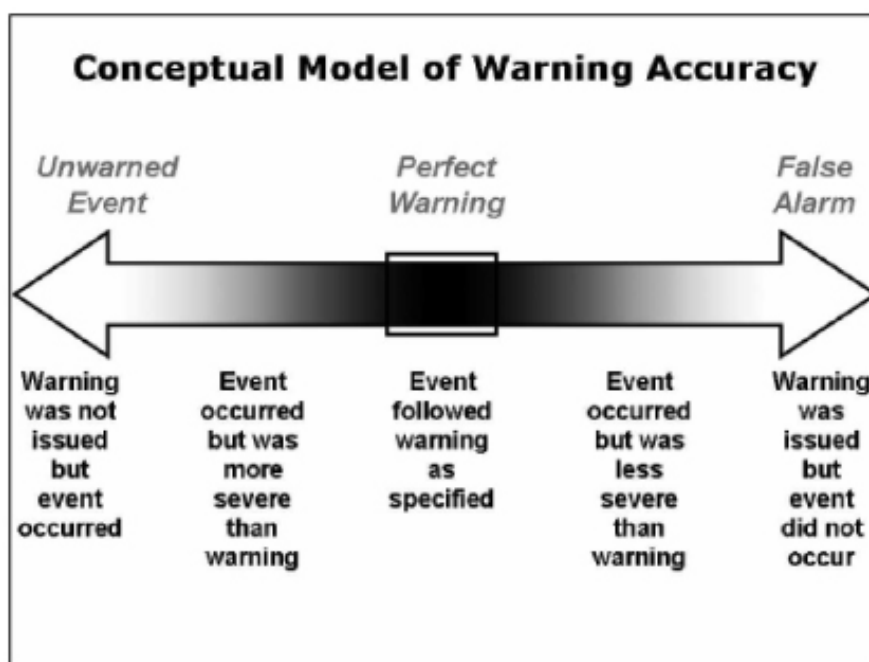 Conceptual Model of Warning Accuracy
Unwarned
Event
Perfect
Warning
False
Alarm
Warning
was not
issued
but
event
occurred
Event
occurred
but was
more
severe
than
warning
Event
followed
warning
as
specified
Event
occurred
but was
less
severe
than
warning
Warning
was
issued
but
event
did not
occur